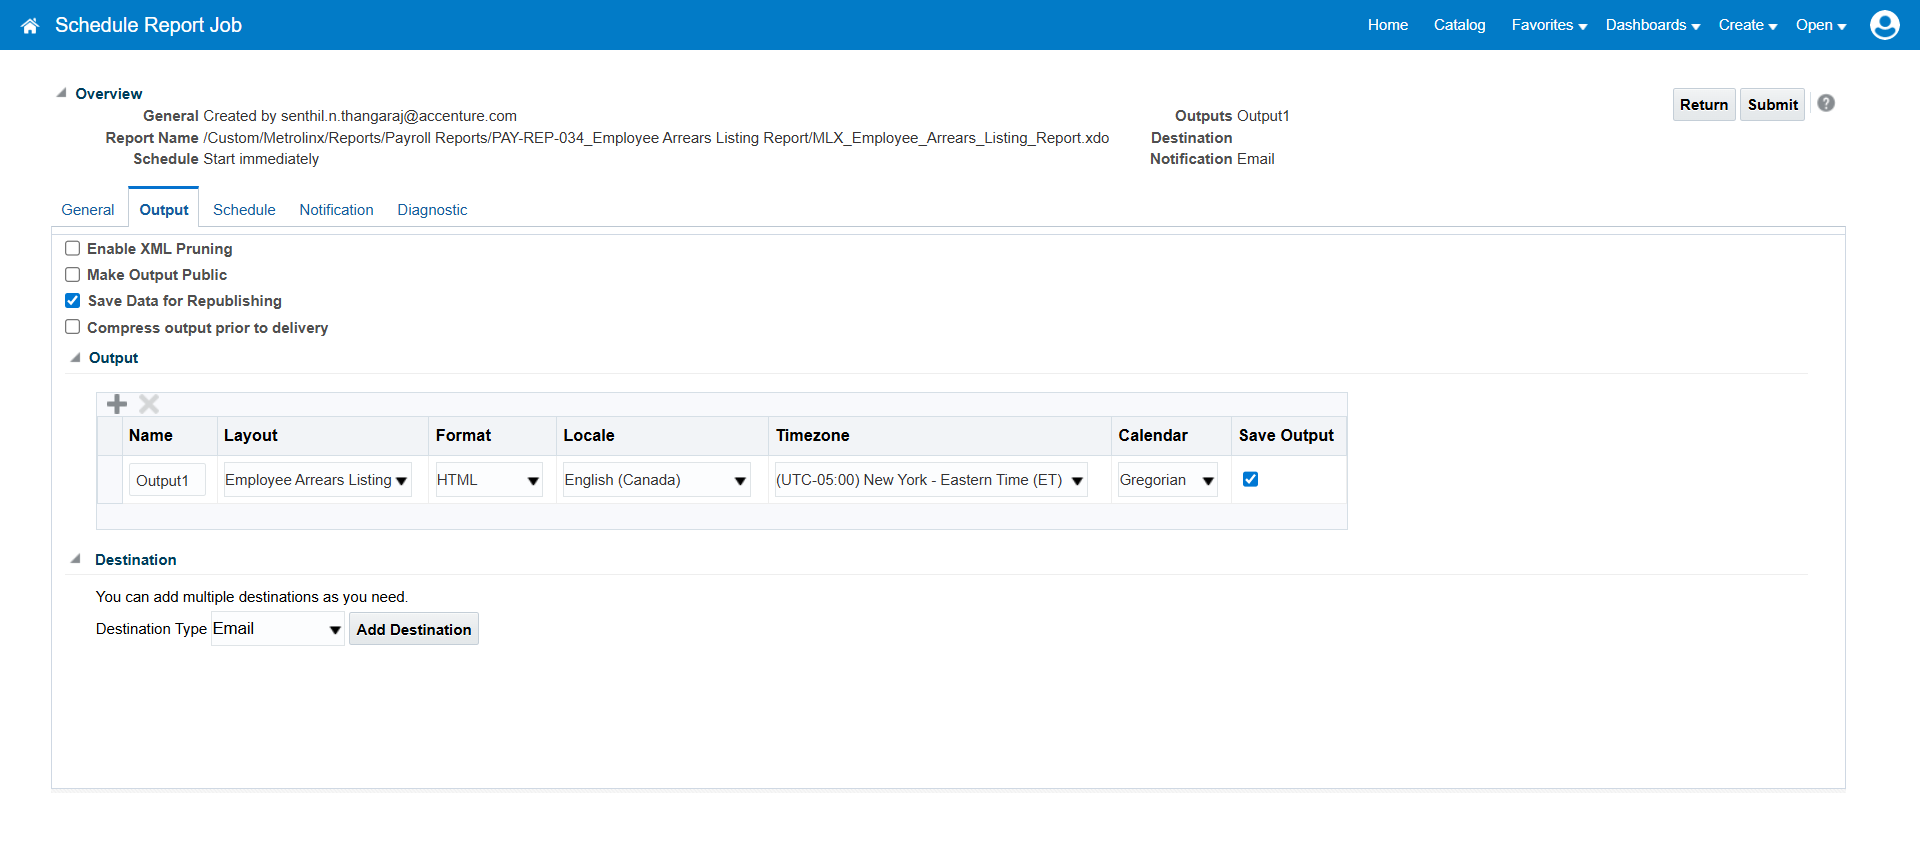 Schedule Report Job
Home Catalog Favorites Dashboards Create Open
Overview
Return Submit ?
General Created by senthil.n.thangaraj@accenture.com
Outputs Output1
Report Name /Custom/Metrolinx/Reports/Payroll Reports/PAY-REP-034_Employee Arrears Listing Report/MLX_Employee_Arrears_Listing_Report.xdo
Destination
Schedule Start immediately
Notification Email
General Output Schedule Notification Diagnostic
Enable XML Pruning
Make Output Public
Save Data for Republishing
Compress output prior to delivery
Output
Name Layout Format Locale Timezone Calendar Save Output
Output1 Employee Arrears Listing HTML English (Canada) (UTC-05:00) New York - Eastern Time (ET) Gregorian
Destination
You can add multiple destinations as you need.
Destination Type Email Add Destination